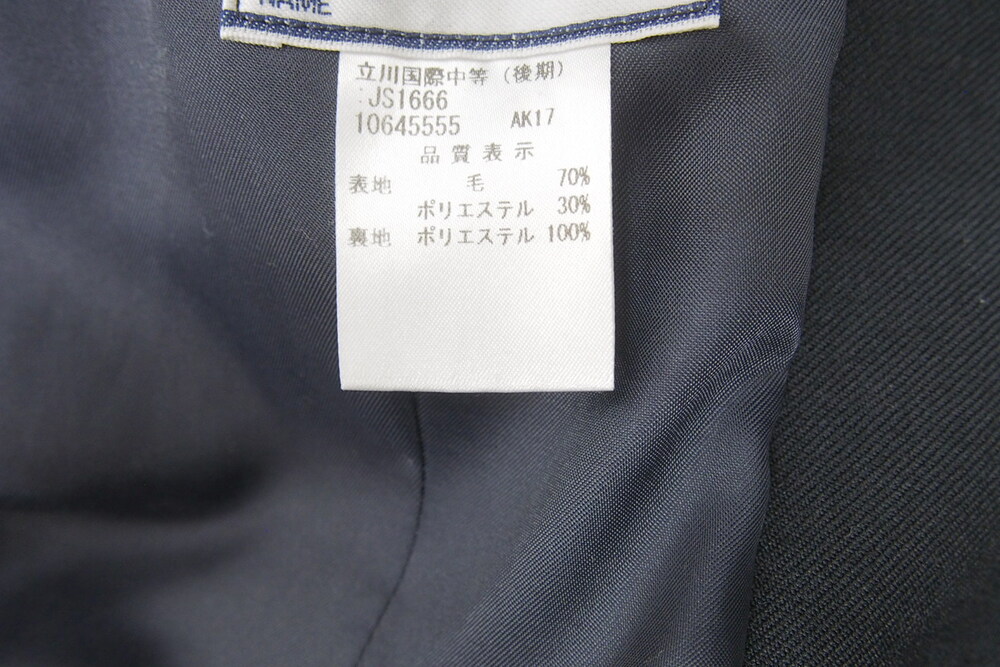 NAME
立川国際中等(後期)
:JS1666
10645555 AK17
品質表示
表地 毛 70%
ポリエステル 30%
裏地 ポリエステル 100%